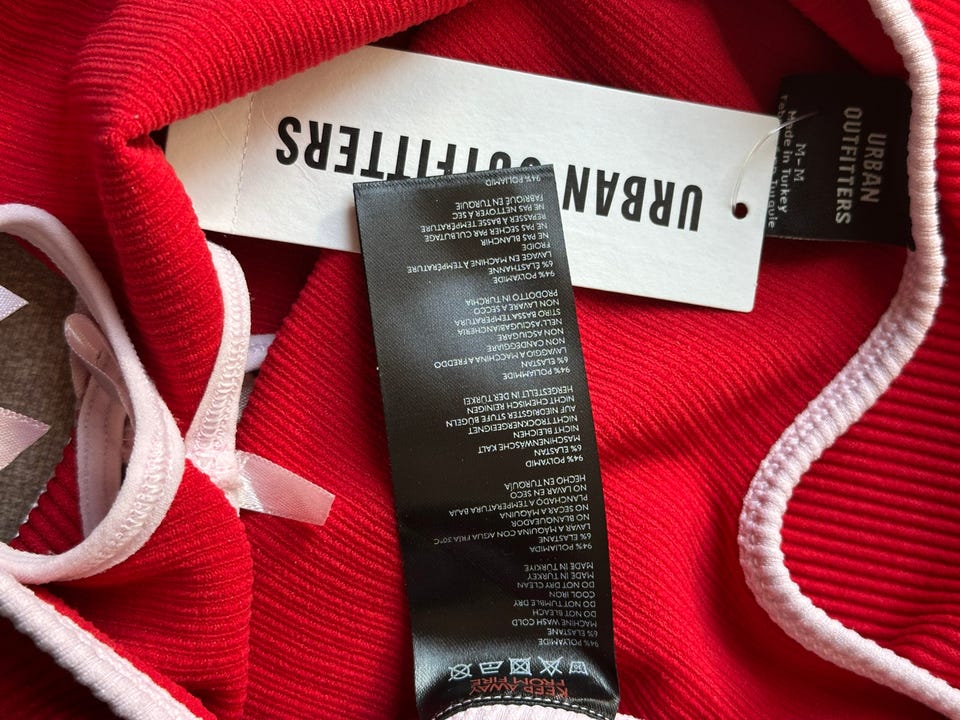 URBAN OUTFITTERS
URBAN
OUTFITTERS
M-M
Made in Turkey
KEEP AWAY
FROM FIRE
94% POLYAMIDE
6% ELASTANE
MACHINE WASH COLD
DO NOT BLEACH
DO NOT TUMBLE DRY
COOL IRON
DO NOT DRY CLEAN
MADE IN TURKEY
MADE IN TURKIYE
94% POLIAMIDA
6% ELASTANE
LAVAR A MÁQUINA CON AGUA FRÍA 30°C
NO BLANQUEADOR
NO SECAR A MÁQUINA
PLANCHADO A TEMPERATURA BAJA
NO LAVAR EN SECO
HECHO EN TURQUÍA
94% POLYAMID
6% ELASTAN
MASCHINENWÄSCHE KALT
NICHT BLEICHEN
NICHT TROCKNERGEEIGNET
AUF NIEDRIGSTER STUFE BÜGELN
NICHT CHEMISCH REINIGEN
HERGESTELLT IN DER TÜRKEI
94% POLIAMMIDE
6% ELASTAN
LAVAGGIO A MACCHINA A FREDDO
NON CANDEGGIARE
NON ASCIUGARE
NELL'ASCIUGABIANCHERIA
STIRO BASSA TEMPERATURA
NON LAVARE A SECCO
PRODOTTO IN TURCHIA
94% POLYAMIDE
6% ÉLASTHANNE
LAVAGE EN MACHINE À TEMPÉRATURE
FROIDE
NE PAS BLANCHIR
NE PAS SÉCHER PAR CULBUTAGE
REPASSER À BASSE TEMPÉRATURE
NE PAS NETTOYER À SEC
FABRIQUÉ EN TURQUIE
94% POLIAMID